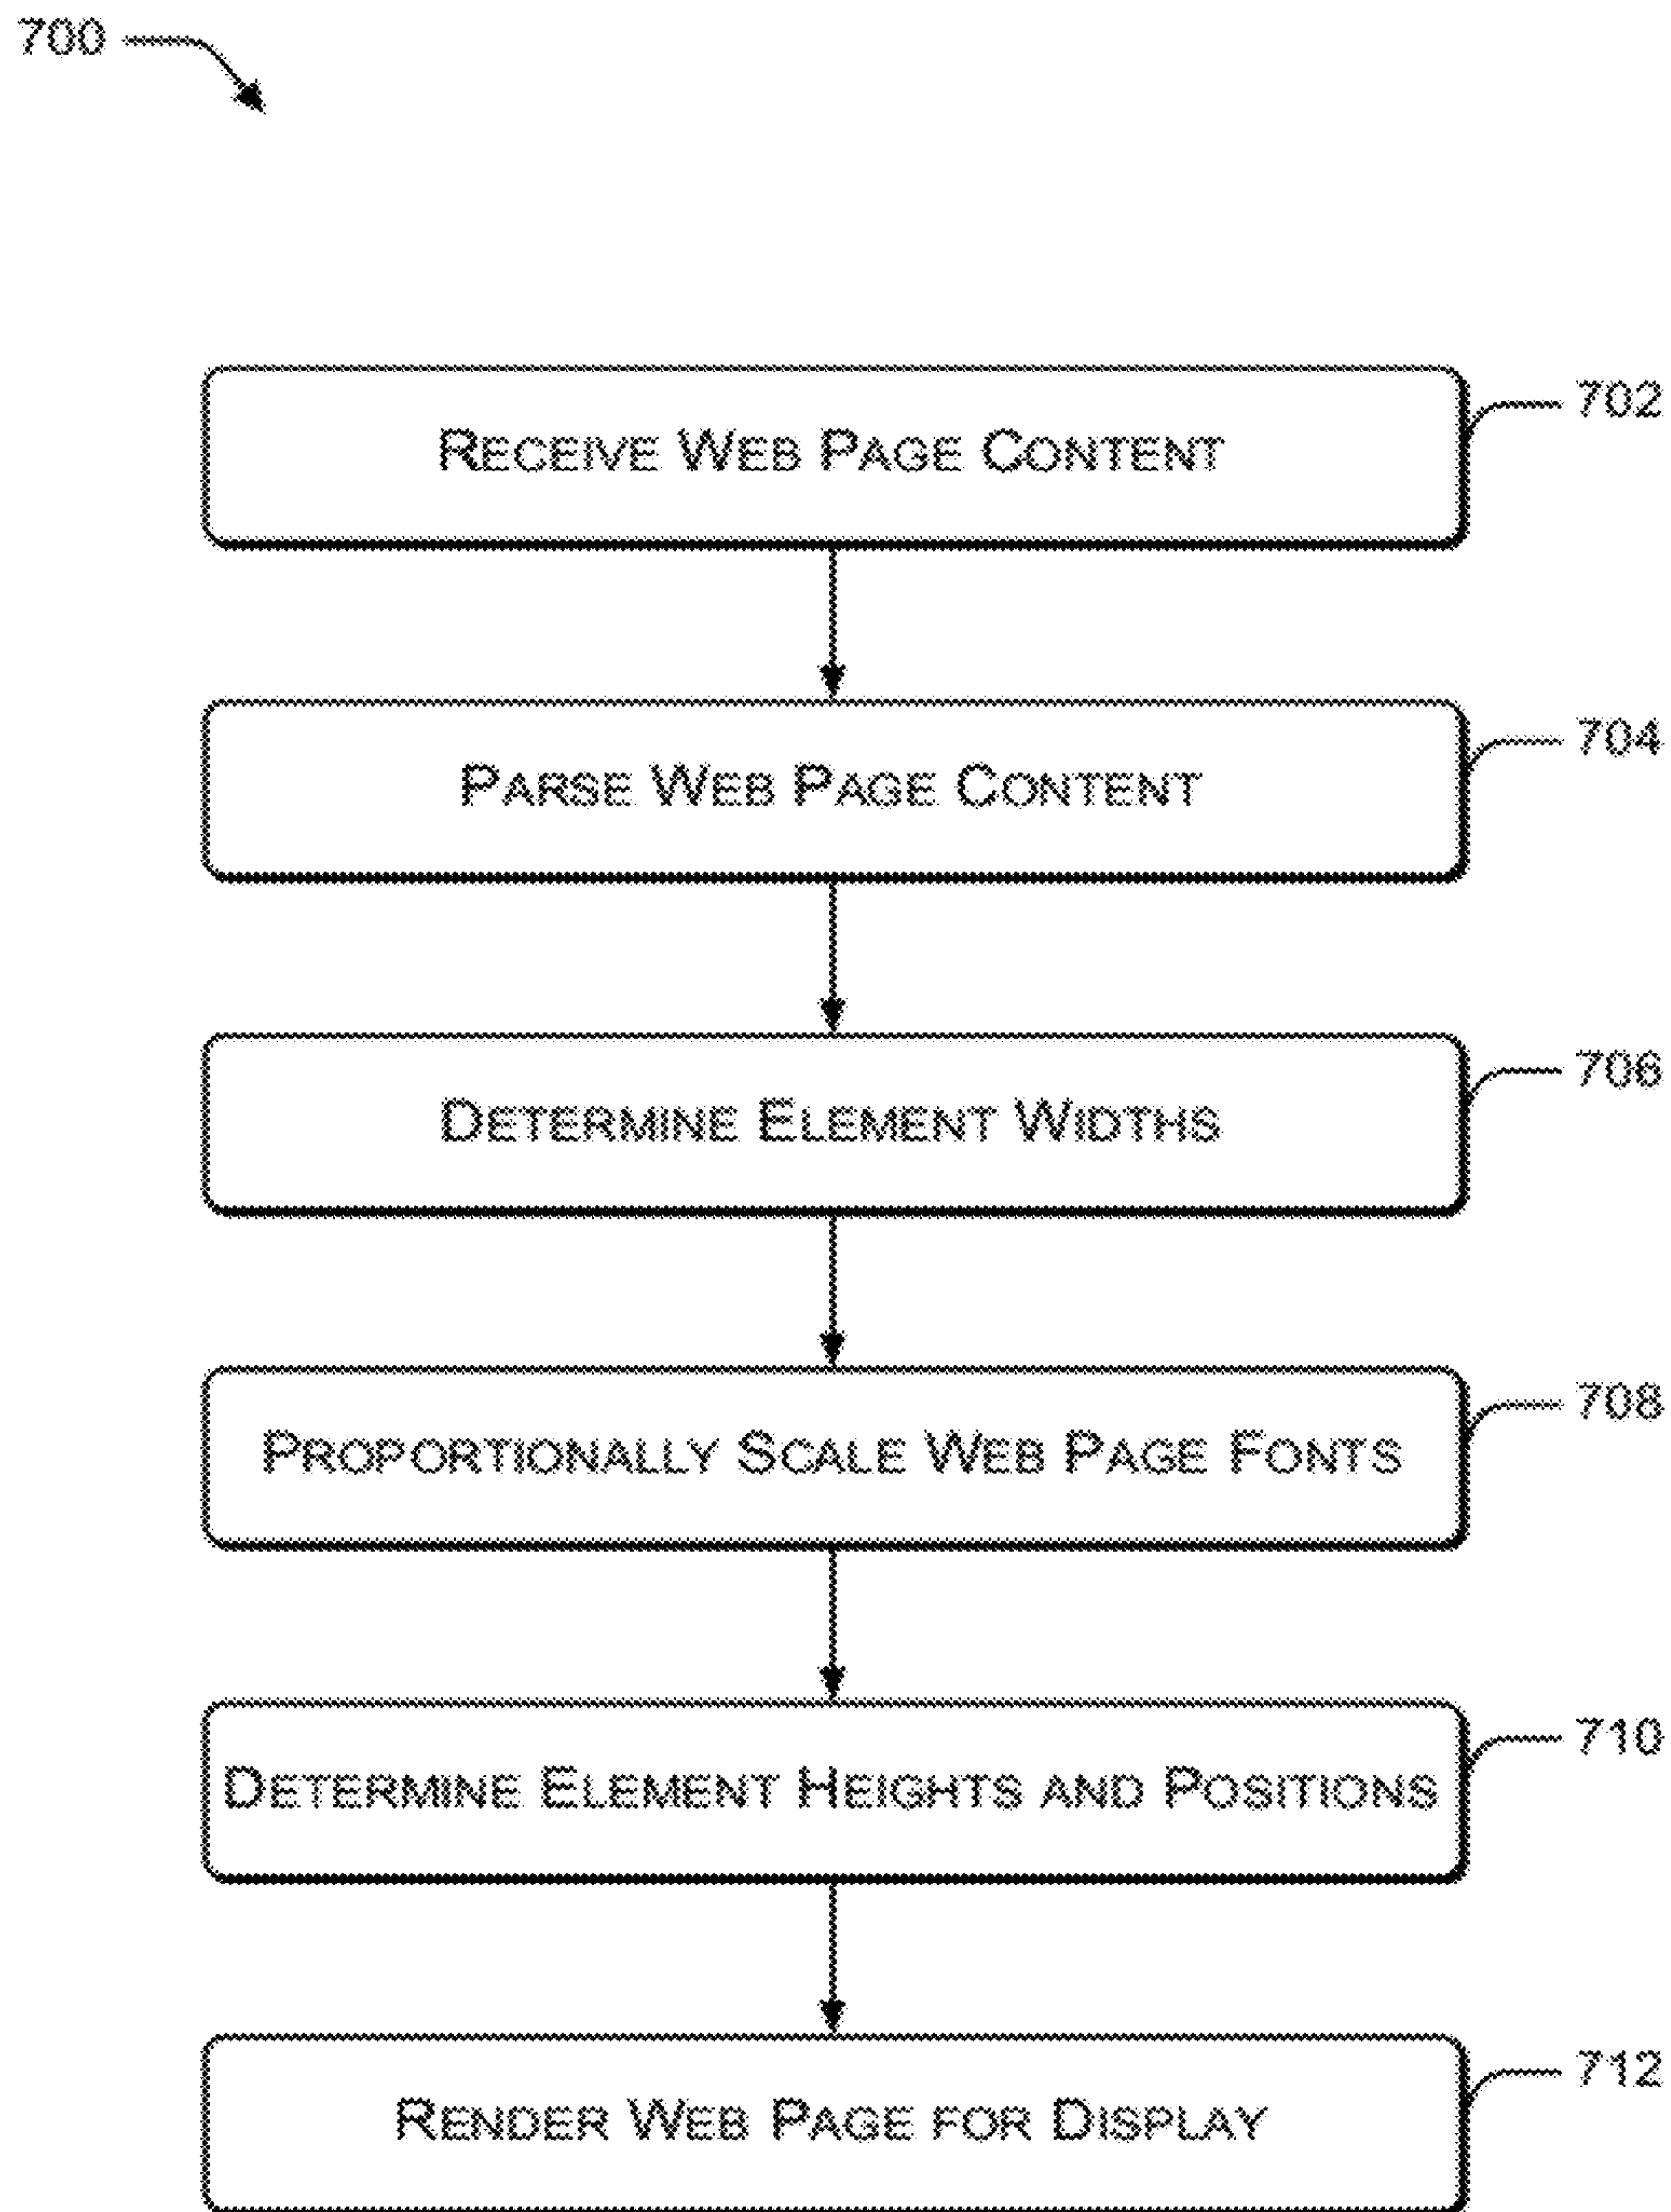 700
RECEIVE WEB PAGE CONTENT
702
PARSE WEB PAGE CONTENT
704
DETERMINE ELEMENT WIDTHS
706
PROPORTIONALLY SCALE WEB PAGE FONTS
708
DETERMINE ELEMENT HEIGHTS AND POSITIONS
710
RENDER WEB PAGE FOR DISPLAY
712